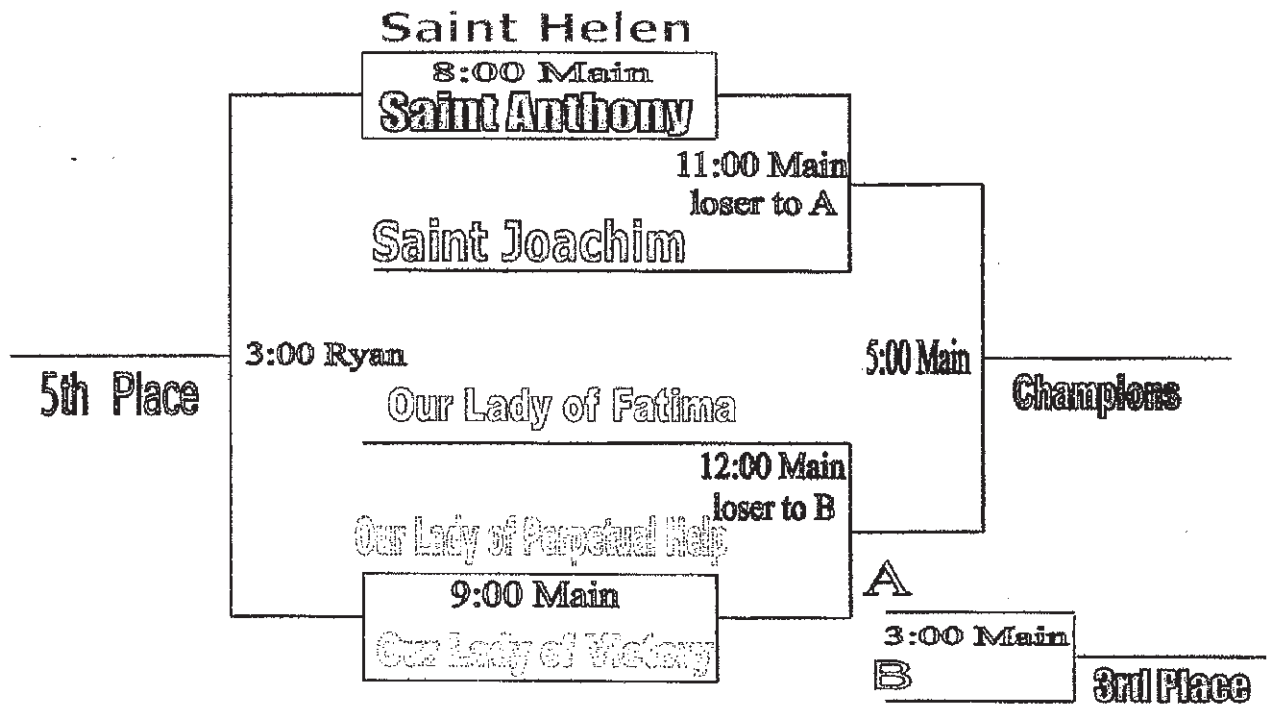 Saint Helen
8:00 Main
Saint Anthony
11:00 Main
loser to A
Saint Joachim
3:00 Ryan
5th Place
5:00 Main
Champions
Our Lady of Fatima
12:00 Main
loser to B
Our Lady of Perpetual Help
9:00 Main
Our Lady of Victory
A
3:00 Main
B
3rd Place